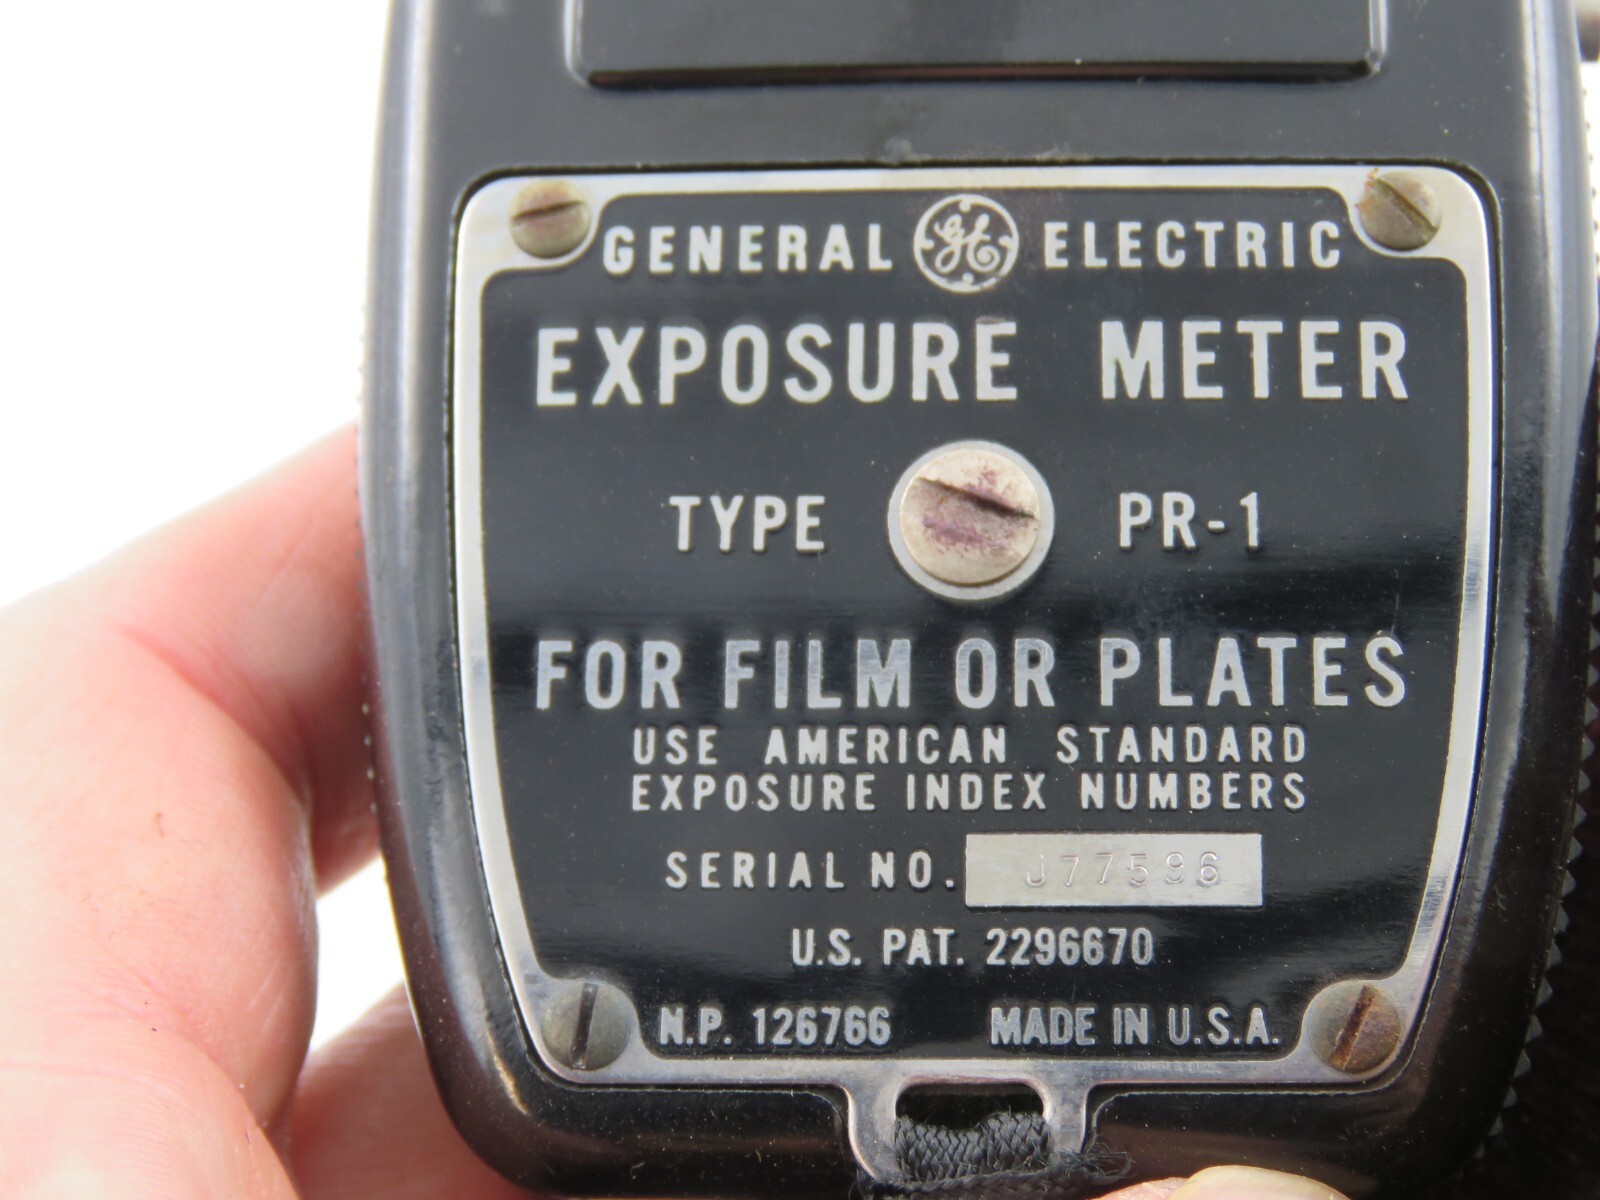 GENERAL GE ELECTRIC
EXPOSURE METER
TYPE PR-1
FOR FILM OR PLATES
USE AMERICAN STANDARD
EXPOSURE INDEX NUMBERS
SERIAL NO. J77596
U.S. PAT. 2296670
N.P. 126766 MADE IN U.S.A.